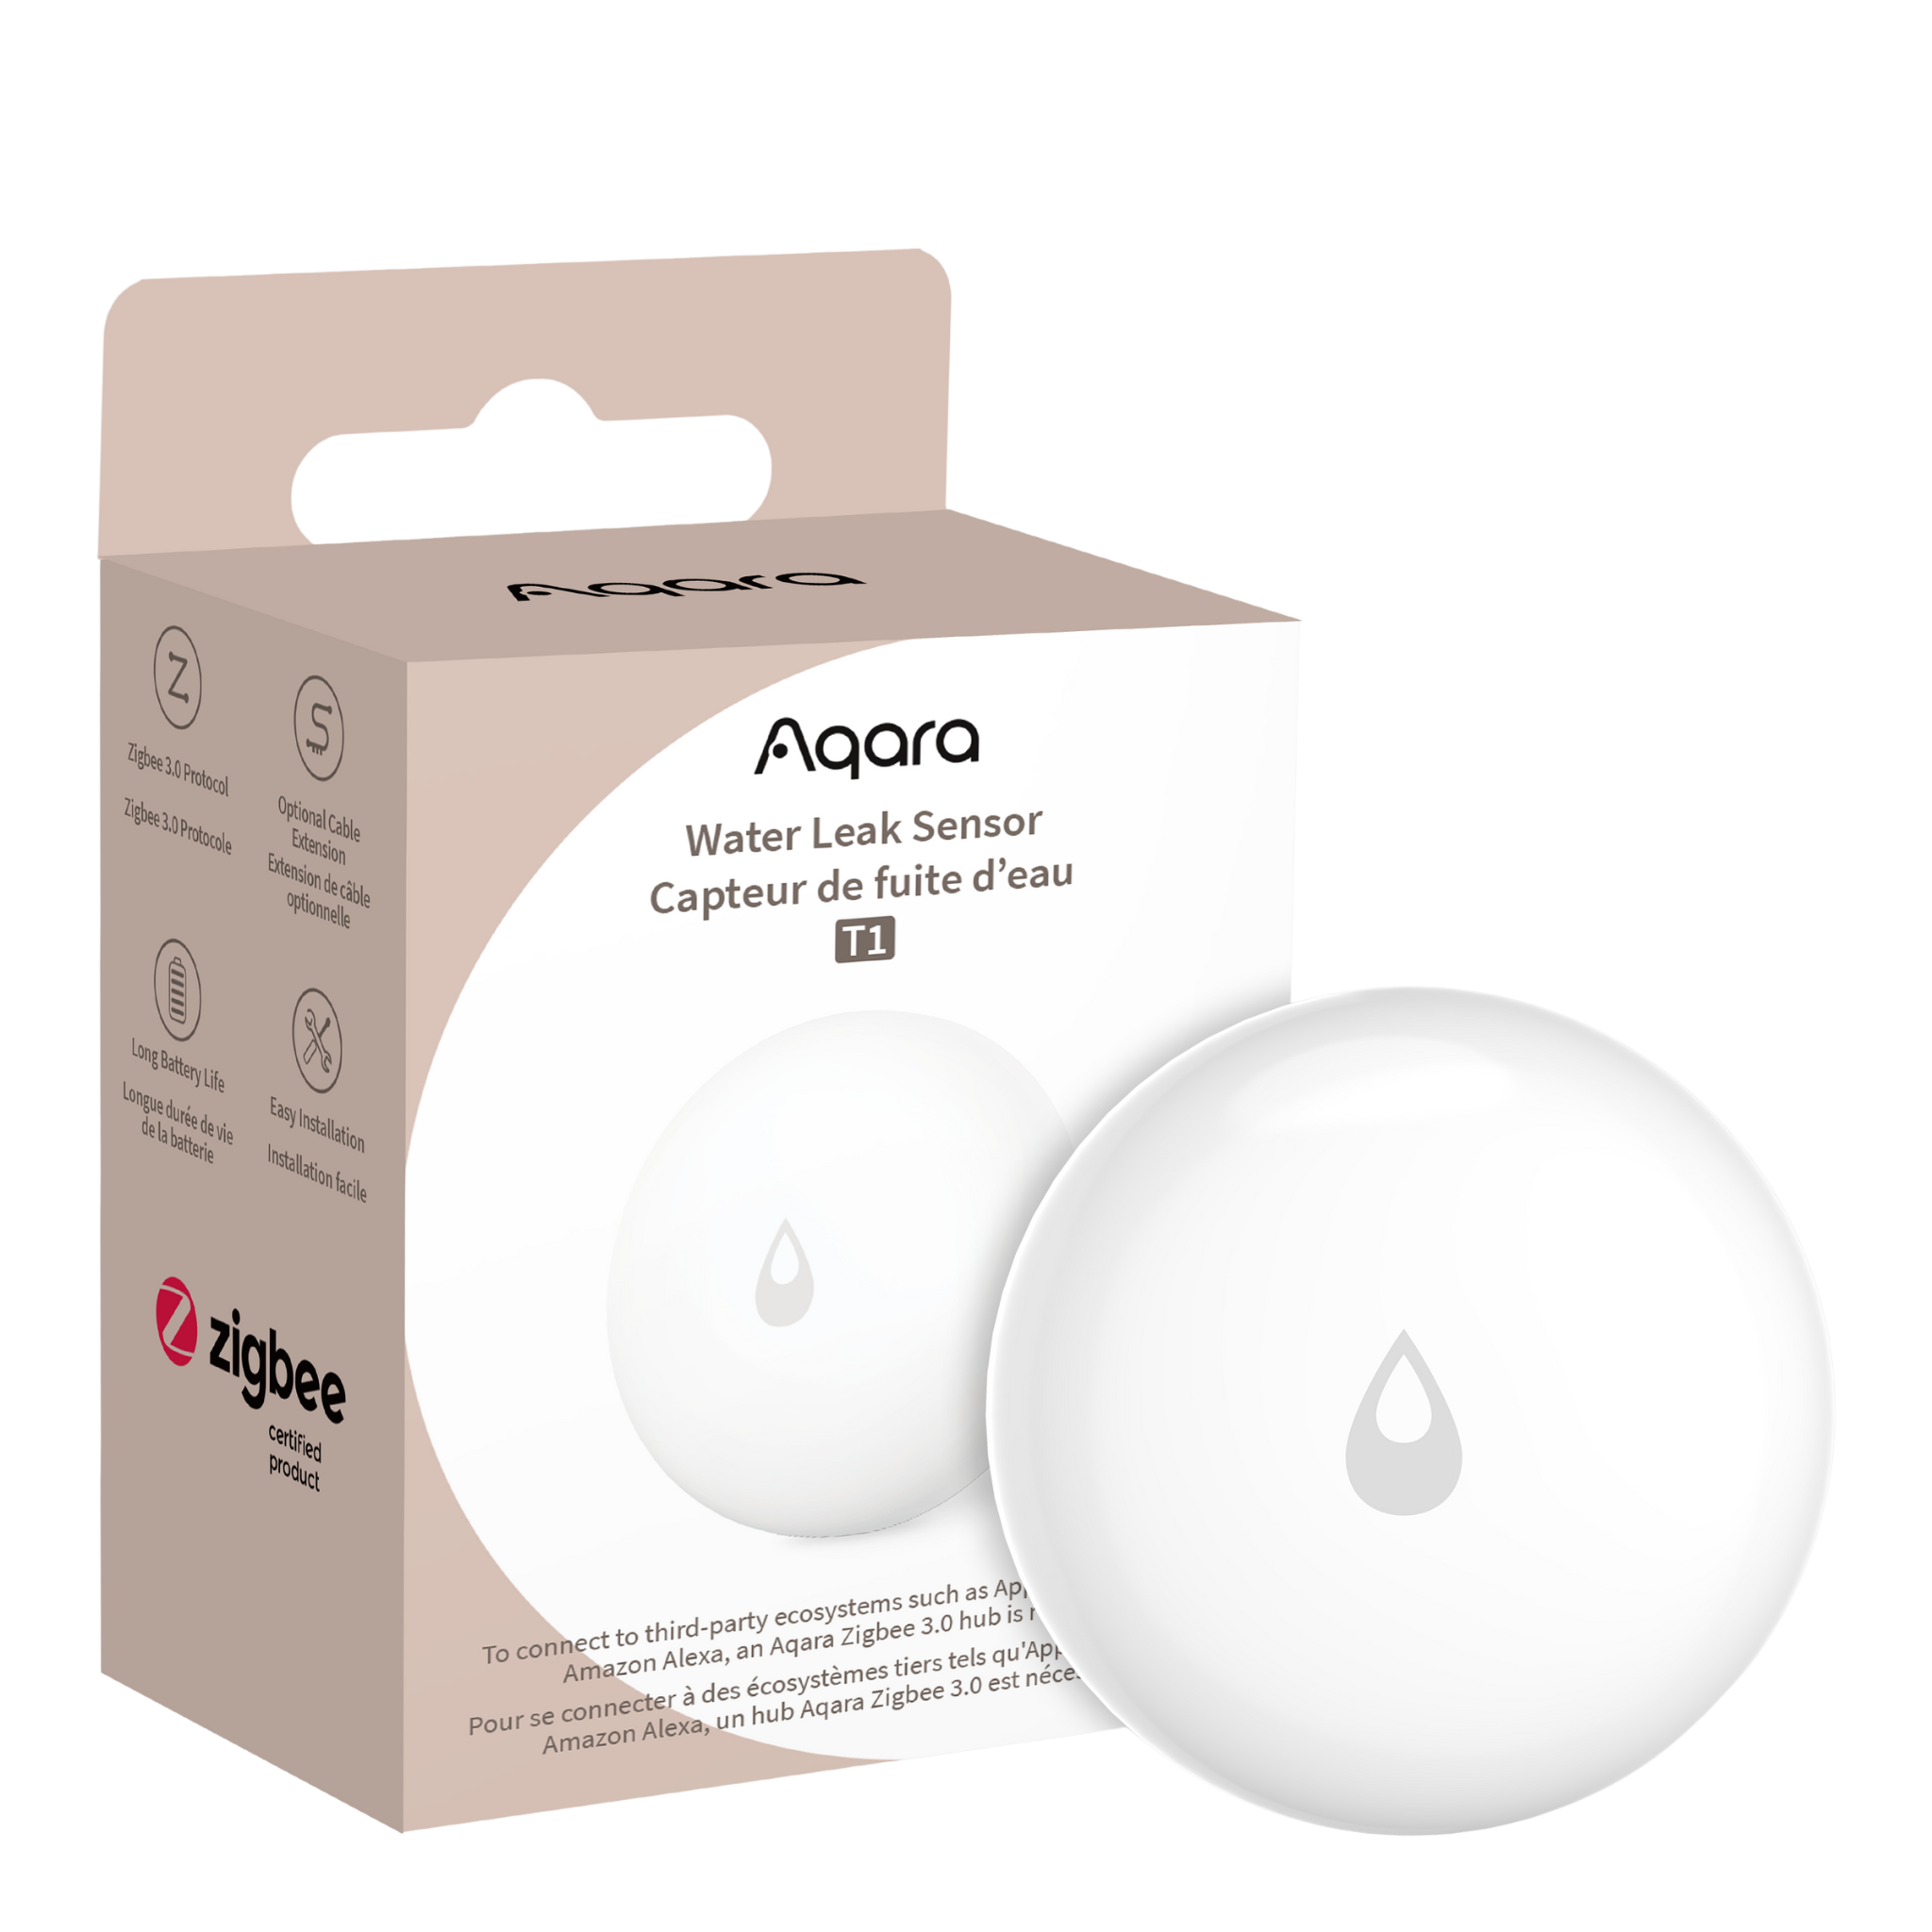 Aqara
Zigbee 3.0 Protocol
Zigbee 3.0 Protocole
Optional Cable
Extension
Extension de câble
optionnelle
Long Battery Life
Longue durée de vie
de la batterie
Easy Installation
Installation facile
zigbee
certified
product
Aqara
Water Leak Sensor
Capteur de fuite d’eau
T1
To connect to third-party ecosystems such as
Amazon Alexa, an Aqara Zigbee 3.0 hub is
Pour se connecter à des écosystèmes tiers tels
Amazon Alexa, un hub Aqara Zigbee 3.0 est